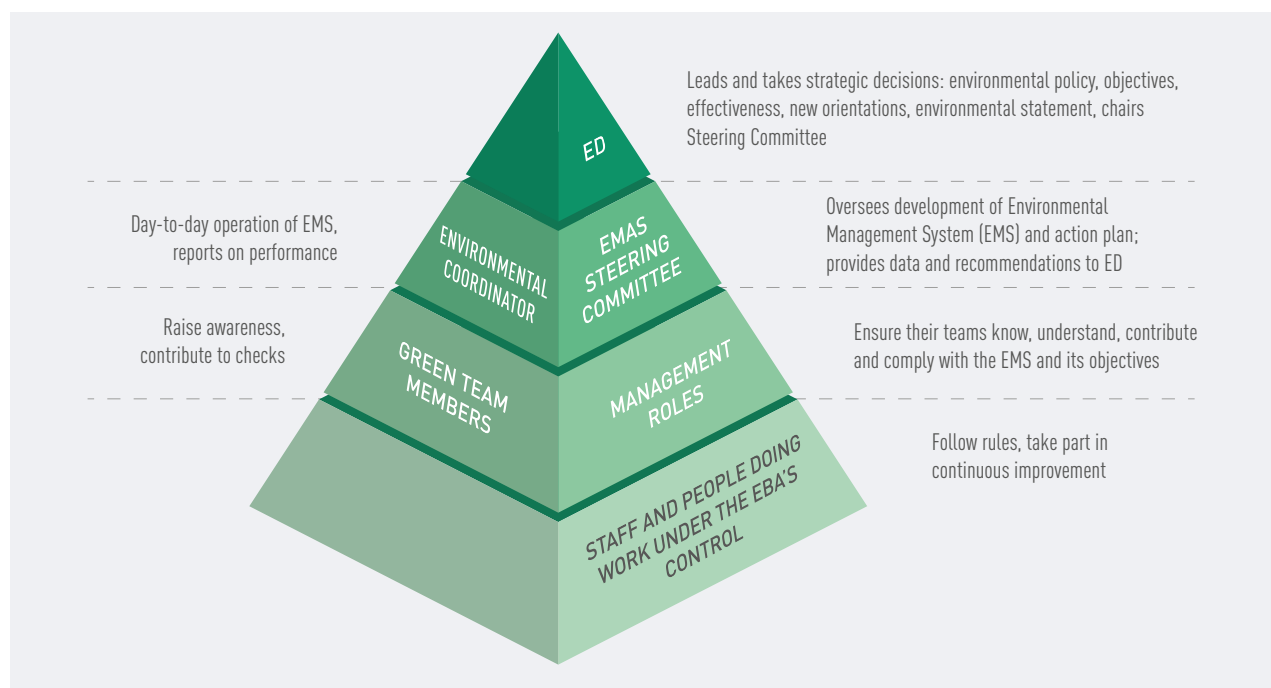 Leads and takes strategic decisions: environmental policy, objectives,
effectiveness, new orientations, environmental statement, chairs
Steering Committee
ED
Day-to-day operation of EMS,
reports on performance
ENVIRONMENTAL
COORDINATOR
EMAS
STEERING
COMMITTEE
Oversees development of Environmental
Management System (EMS) and action plan;
provides data and recommendations to ED
Raise awareness,
contribute to checks
GREEN TEAM
MEMBERS
MANAGEMENT
ROLES
Ensure their teams know, understand, contribute
and comply with the EMS and its objectives
STAFF AND PEOPLE DOING
WORK UNDER THE EBA'S
CONTROL
Follow rules, take part in
continuous improvement